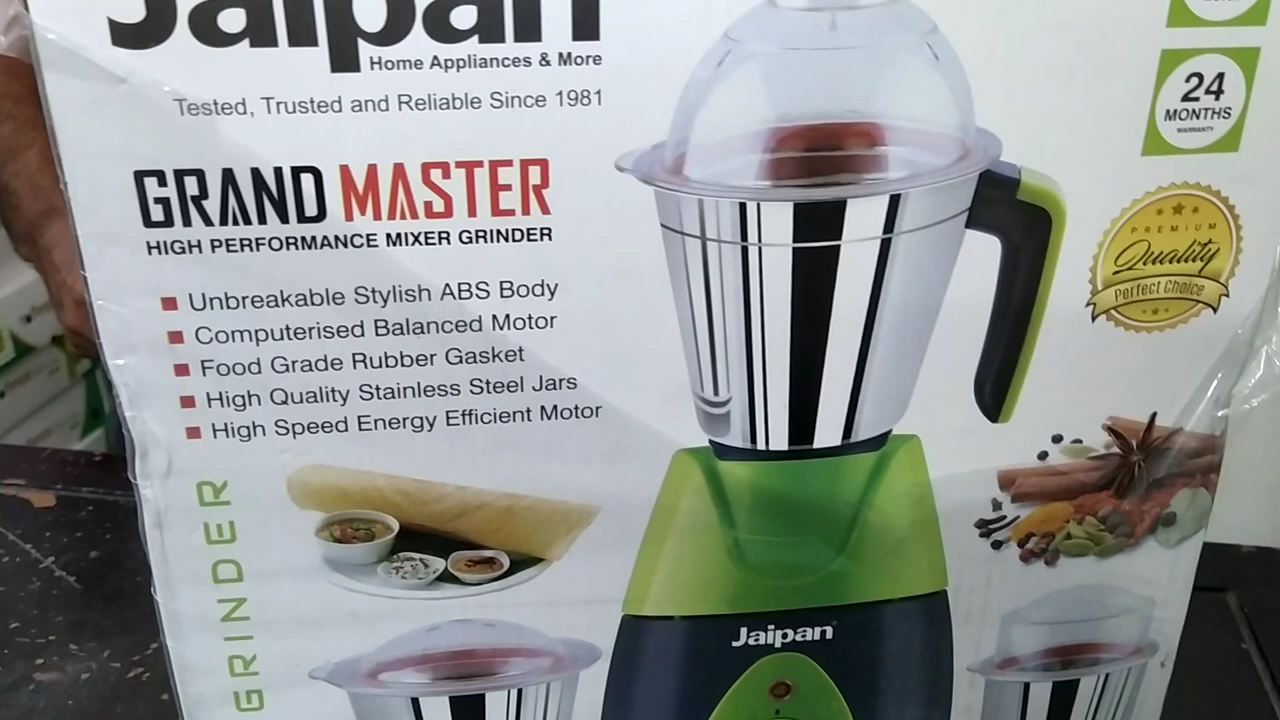 Jaipan
Home Appliances & More
Tested, Trusted and Reliable Since 1981
GRAND MASTER
HIGH PERFORMANCE MIXER GRINDER
Unbreakable Stylish ABS Body
Computerised Balanced Motor
Food Grade Rubber Gasket
High Quality Stainless Steel Jars
High Speed Energy Efficient Motor
GRINDER
24
MONTHS
WARRANTY
PREMIUM
Quality
Perfect Choice
Jaipan